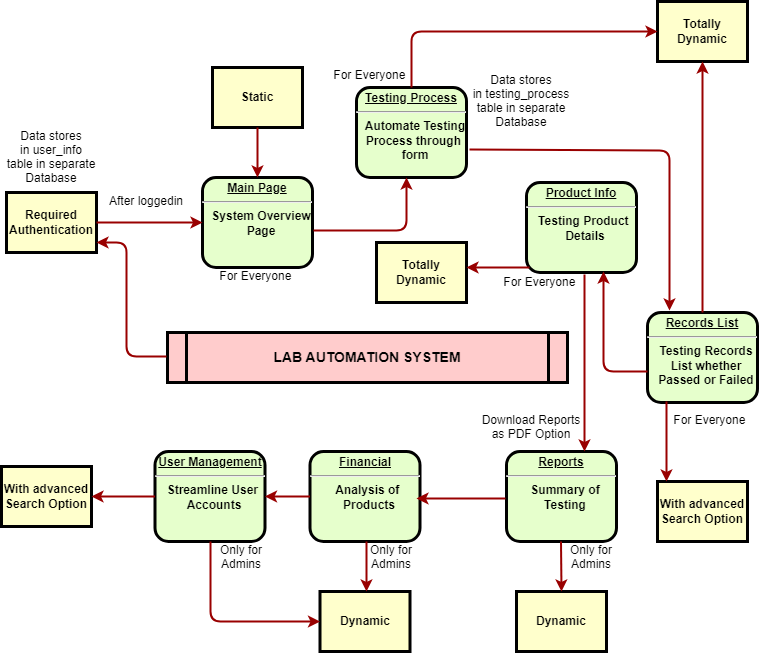 Totally
Dynamic
For Everyone
Data stores
in testing_process
table in separate
Database
Testing Process
Automate Testing
Process through
form
Static
Data stores
in user_info
table in separate
Database
Required
Authentication
After loggedin
Main Page
System Overview
Page
For Everyone
Product Info
Testing Product
Details
Totally
Dynamic
For Everyone
Records List
Testing Records
List whether
Passed or Failed
LAB AUTOMATION SYSTEM
For Everyone
Download Reports
as PDF Option
User Management
Streamline User
Accounts
Financial
Analysis of
Products
Reports
Summary of
Testing
With advanced
Search Option
With advanced
Search Option
Only for
Admins
Only for
Admins
Only for
Admins
Dynamic
Dynamic